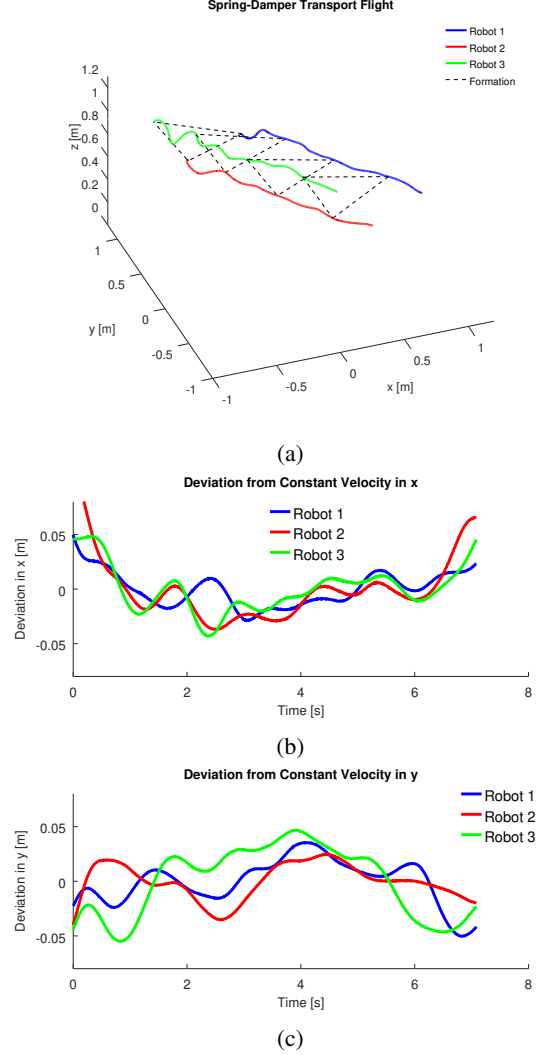 Spring-Damper Transport Flight
Robot 1
Robot 2
Robot 3
Formation
1.2
1
0.8
0.6
0.4
0.2
0
z [m]
1
0.5
0
-0.5
-1
y [m]
-1
-0.5
0
0.5
1
x [m]
(a)
Deviation from Constant Velocity in x
Robot 1
Robot 2
Robot 3
0.05
0
-0.05
Deviation in x [m]
0 2 4 6 8
Time [s]
(b)
Deviation from Constant Velocity in y
Robot 1
Robot 2
Robot 3
0.05
0
-0.05
Deviation in y [m]
0 2 4 6 8
Time [s]
(c)